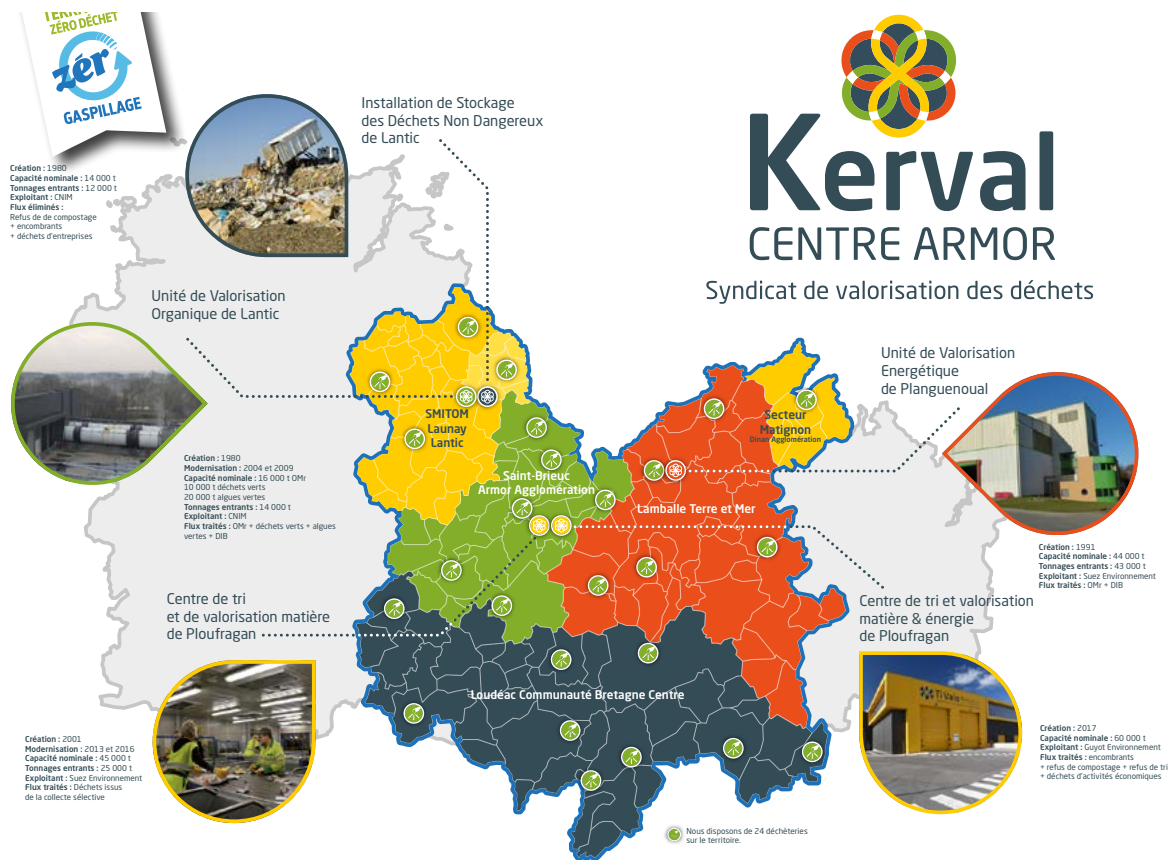 ZÉRO DÉCHET
zér
GASPILLAGE
Installation de Stockage
des Déchets Non Dangereux
de Lantic
Création : 1980
Capacité nominale : 14 000 t
Tonnages entrants : 12 000 t
Exploitant : CNIM
Flux éliminés :
Refus de de compostage
+ encombrants
+ déchets d'entreprises
Kerval
CENTRE ARMOR
Syndicat de valorisation des déchets
Unité de Valorisation
Organique de Lantic
Création : 1980
Modernisation : 2004 et 2009
Capacité nominale : 16 000 t OMr
10 000 t déchets verts
20 000 t algues vertes
Tonnages entrants : 14 000 t
Exploitant : CNIM
Flux traités : OMr + déchets verts + algues
vertes + DIB
Unité de Valorisation
Energétique
de Planguenoual
Création : 1991
Capacité nominale : 44 000 t
Tonnages entrants : 43 000 t
Exploitant : Suez Environnement
Flux traités : OMr + DIB
SMITOM
Launay
Lantic
Secteur
Matignon
Dinan Agglomération
Saint-Brieuc
Armor Agglomération
Lamballe Terre et Mer
Loudéac Communauté Bretagne Centre
Centre de tri
et de valorisation matière
de Ploufragan
Création : 2001
Modernisation : 2013 et 2016
Capacité nominale : 45 000 t
Tonnages entrants : 25 000 t
Exploitant : Suez Environnement
Flux traités : Déchets issus
de la collecte sélective
Centre de tri et valorisation
matière & énergie
de Ploufragan
Ti Valo
Création : 2017
Capacité nominale : 60 000 t
Exploitant : Guyot Environnement
Flux traités : encombrants
+ refus de compostage + refus de tri
+ déchets d'activités économiques
Nous disposons de 24 déchèteries
sur le territoire.